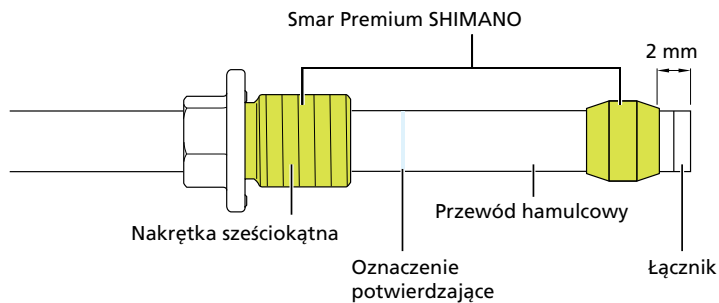 Smar Premium SHIMANO
2 mm
Nakrętka sześciokątna
Przewód hamulcowy
Oznaczenie
potwierdzające
Łącznik